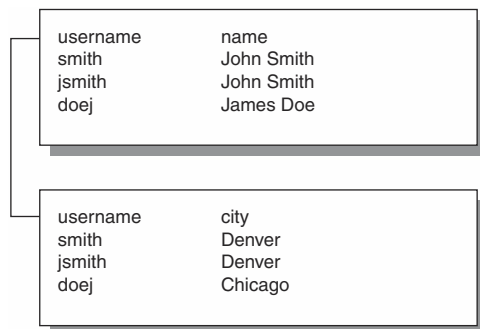 username name
smith John Smith
jsmith John Smith
doej James Doe
username city
smith Denver
jsmith Denver
doej Chicago